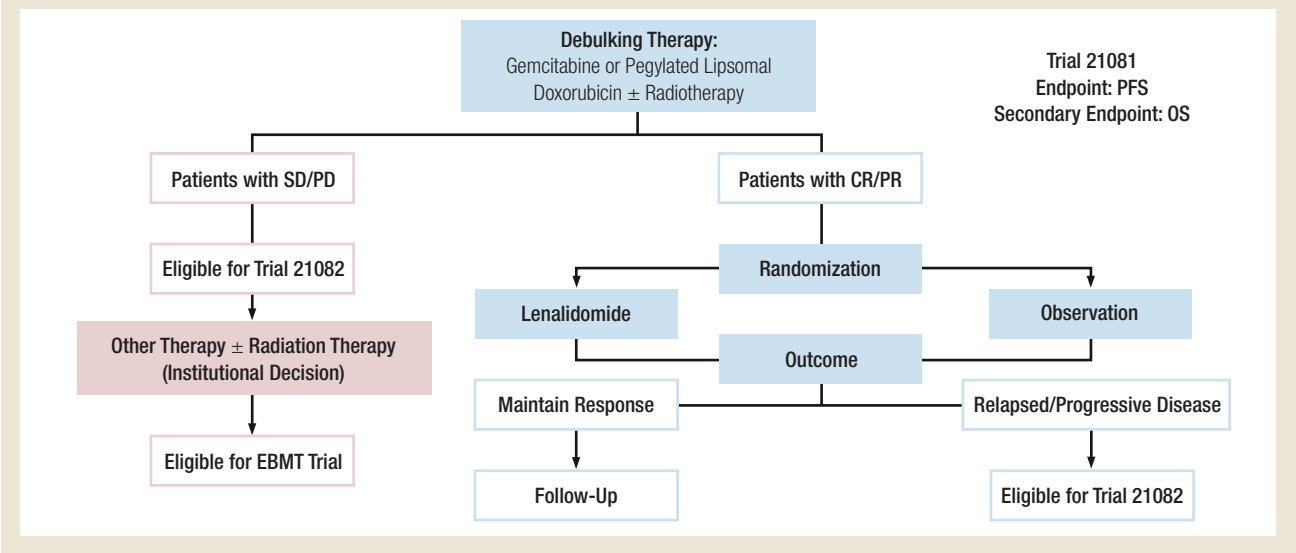 Debulking Therapy:
Gemcitabine or Pegylated Lipsomal
Doxorubicin ± Radiotherapy
Trial 21081
Endpoint: PFS
Secondary Endpoint: OS
Patients with SD/PD
Patients with CR/PR
Eligible for Trial 21082
Randomization
Lenalidomide
Observation
Other Therapy ± Radiation Therapy
(Institutional Decision)
Outcome
Maintain Response
Relapsed/Progressive Disease
Eligible for EBMT Trial
Follow-Up
Eligible for Trial 21082